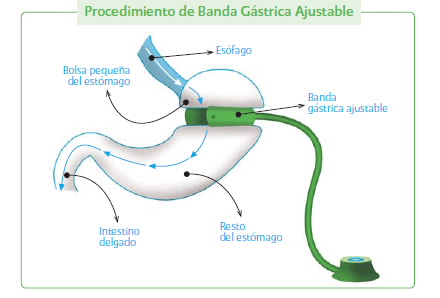 Procedimiento de Banda Gástrica Ajustable
Esófago
Bolsa pequeña
del estómago
Banda
gástrica ajustable
Intestino
delgado
Resto
del estómago